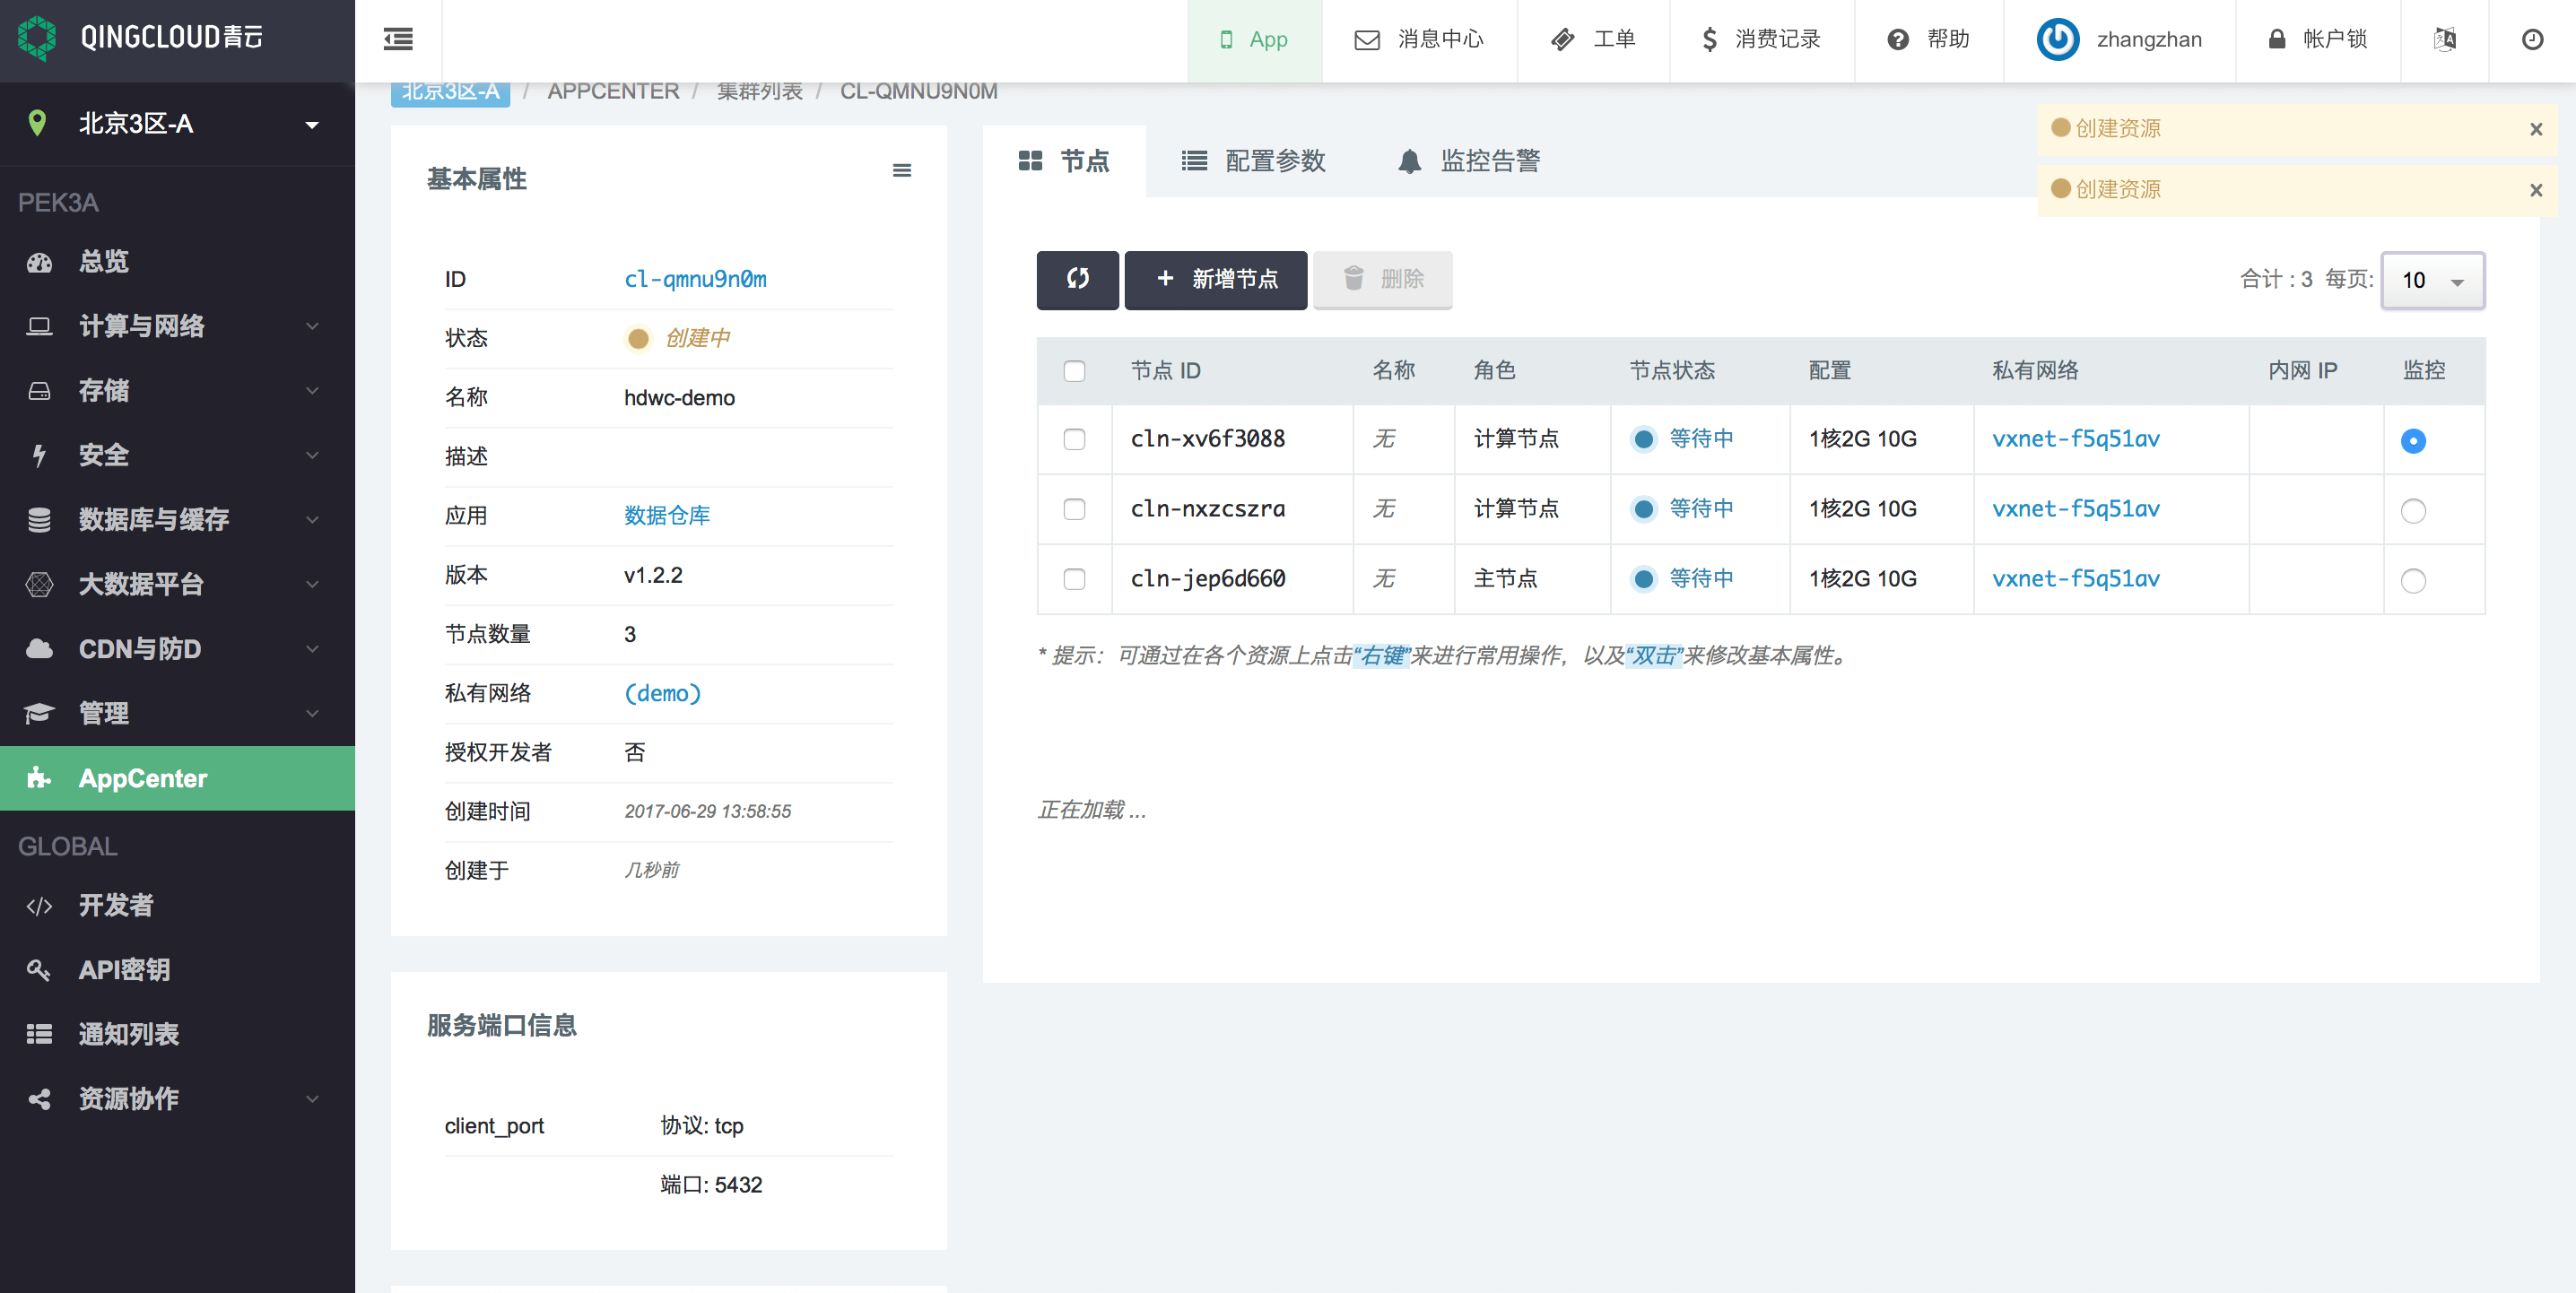 QINGCLOUD青云
App
消息中心
工单
消费记录
帮助
zhangzhan
帐户锁
北京3区-A
PEK3A
总览
计算与网络
存储
安全
数据库与缓存
大数据平台
CDN与防D
管理
AppCenter
GLOBAL
开发者
API密钥
通知列表
资源协作
北京3区-A / APPCENTER / 集群列表 / CL-QMNU9N0M
创建资源
创建资源
基本属性
ID cl-qmnu9n0m
状态 创建中
名称 hdwc-demo
描述
应用 数据仓库
版本 v1.2.2
节点数量 3
私有网络 (demo)
授权开发者 否
创建时间 2017-06-29 13:58:55
创建于 几秒前
服务端口信息
client_port 协议: tcp
端口: 5432
节点 配置参数 监控告警
+ 新增节点 删除 合计 : 3 每页: 10
节点 ID 名称 角色 节点状态 配置 私有网络 内网 IP 监控
cln-xv6f3088 无 计算节点 等待中 1核2G 10G vxnet-f5q51av
cln-nxzcszra 无 计算节点 等待中 1核2G 10G vxnet-f5q51av
cln-jep6d660 无 主节点 等待中 1核2G 10G vxnet-f5q51av
* 提示：可通过在各个资源上点击“右键”来进行常用操作，以及“双击”来修改基本属性。
正在加载 ...